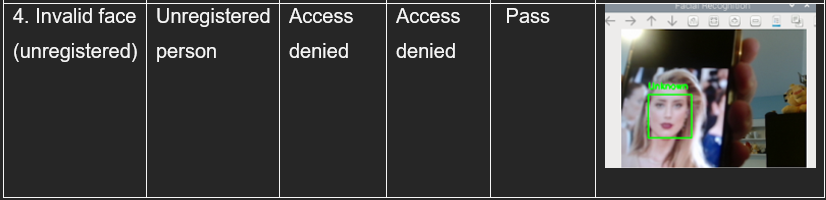 4. Invalid face
(unregistered)
Unregistered
person
Access
denied
Access
denied
Pass
Facial Recognition
Unknown